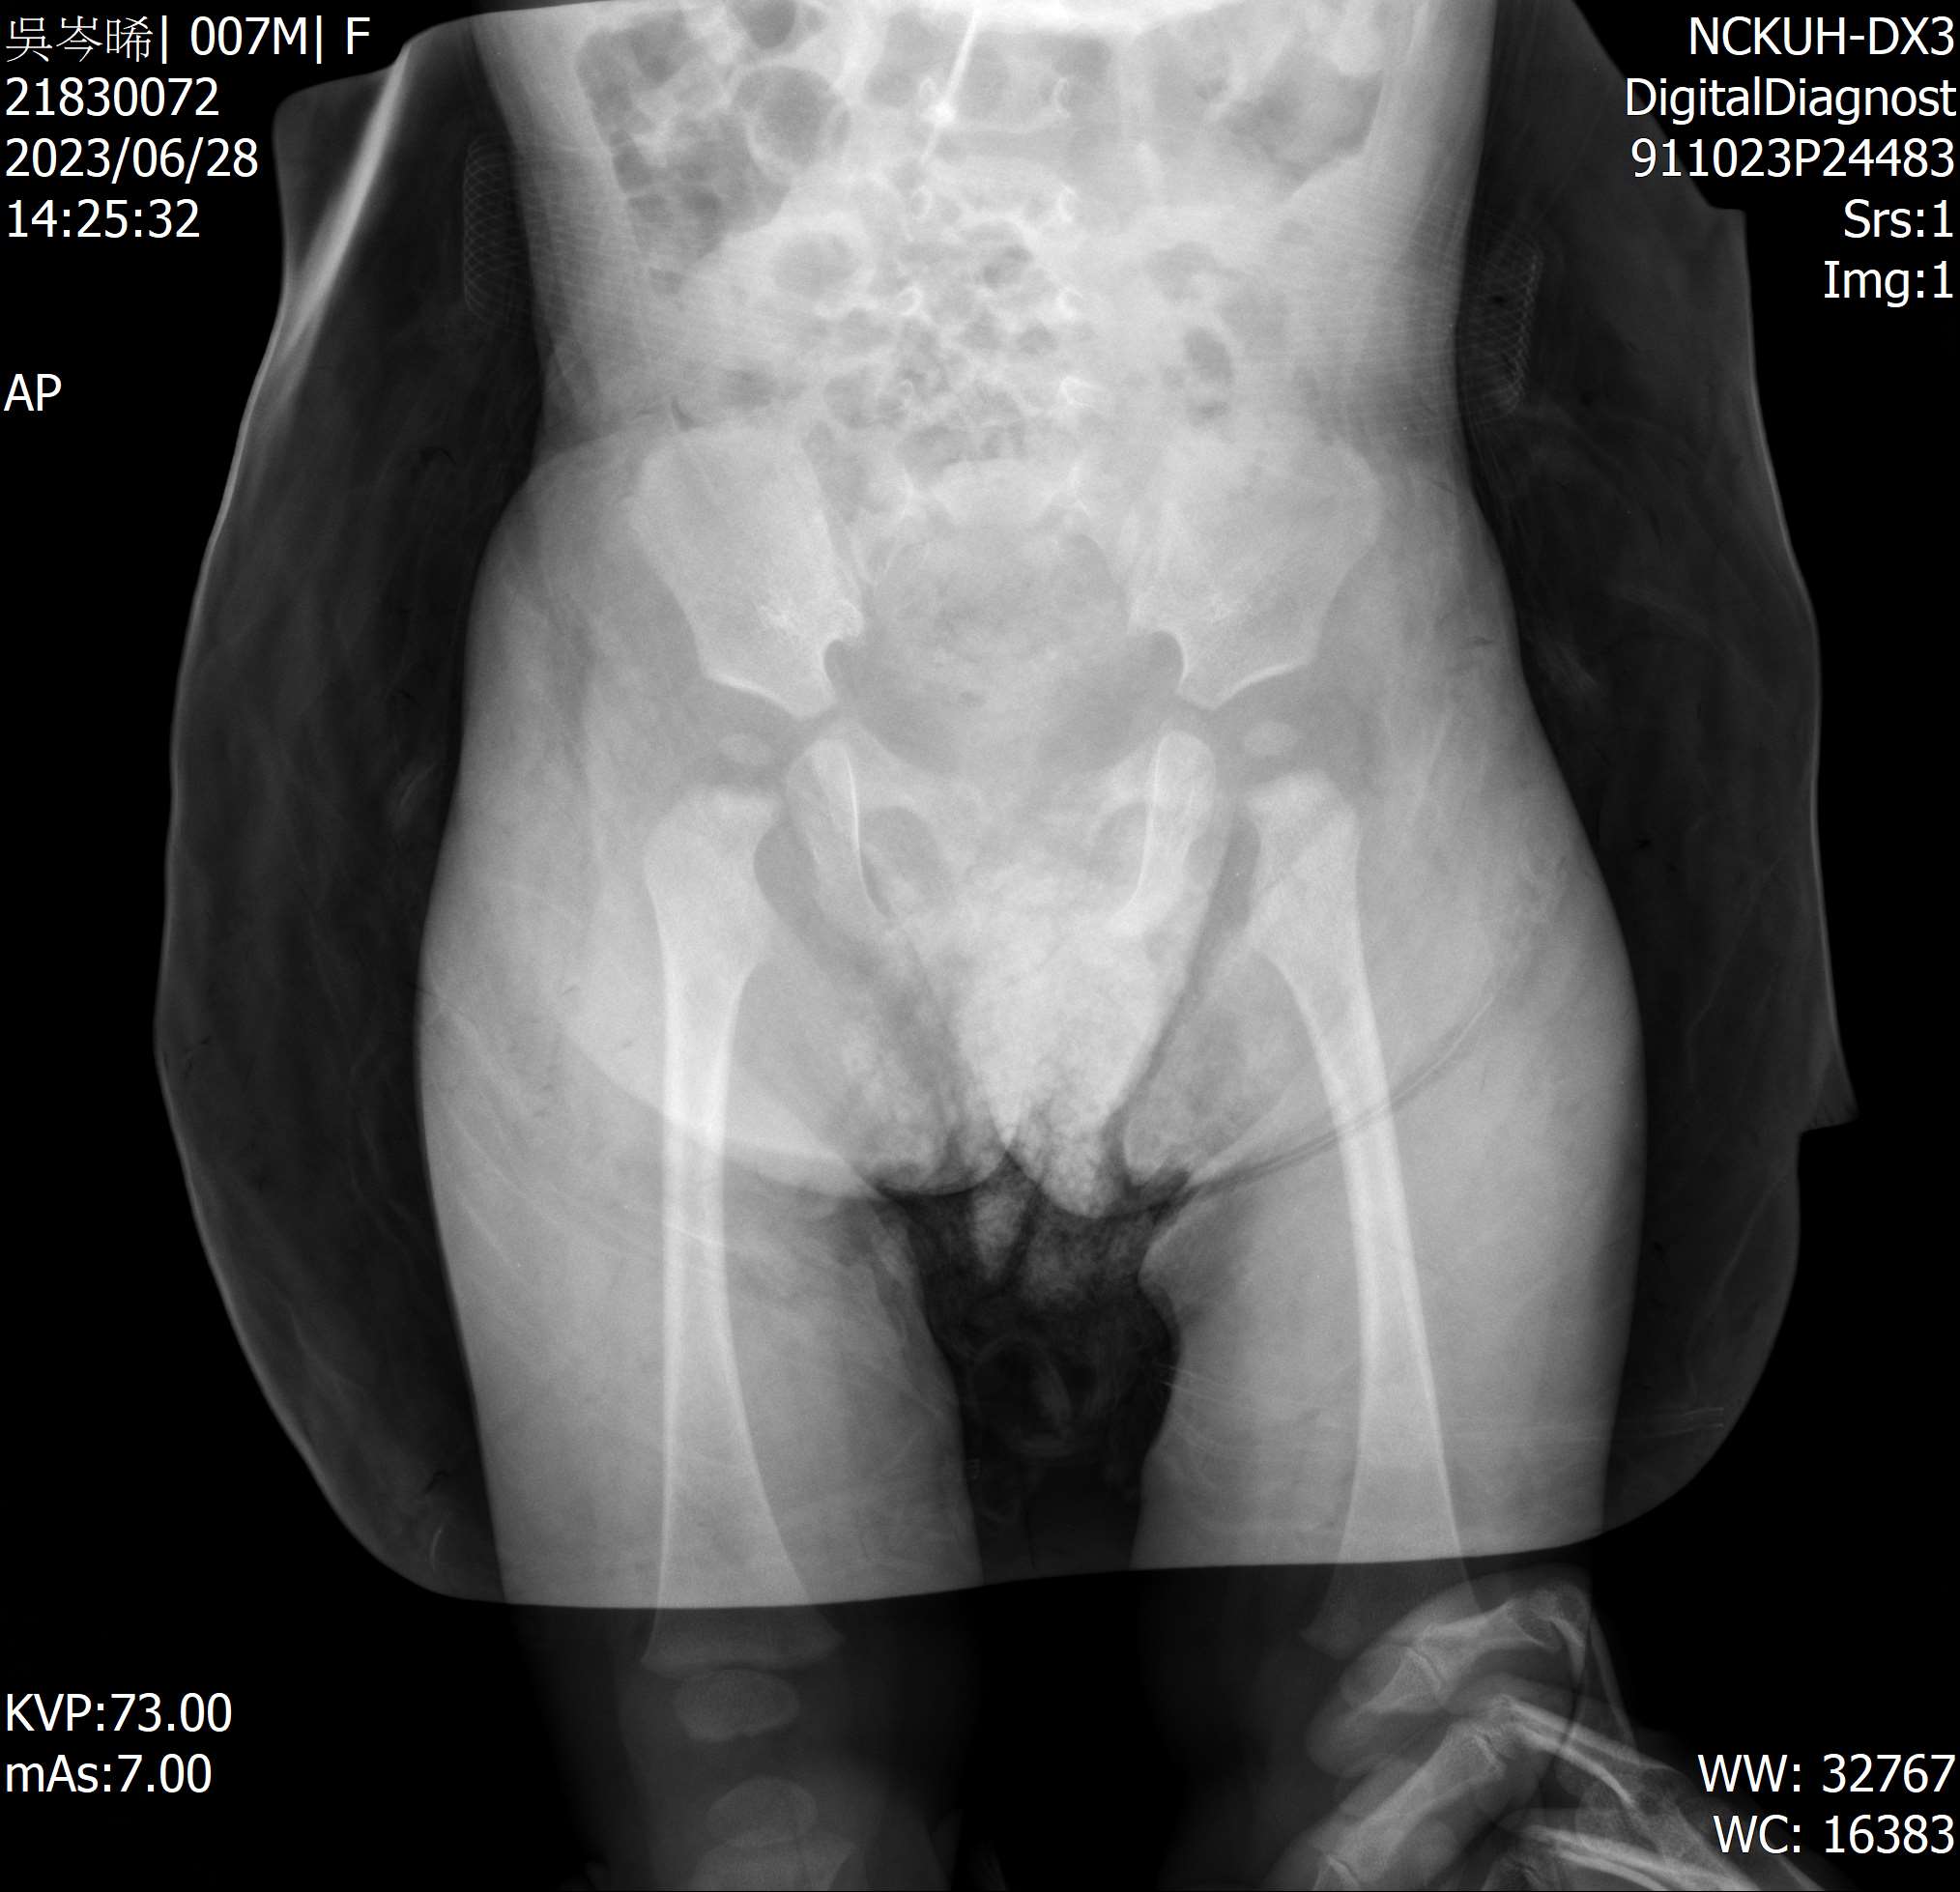 吳岑晞| 007M| F
21830072
2023/06/28
14:25:32
AP
NCKUH-DX3
DigitalDiagnost
911023P24483
Srs:1
Img:1
KVP:73.00
mAs:7.00
WW: 32767
WC: 16383